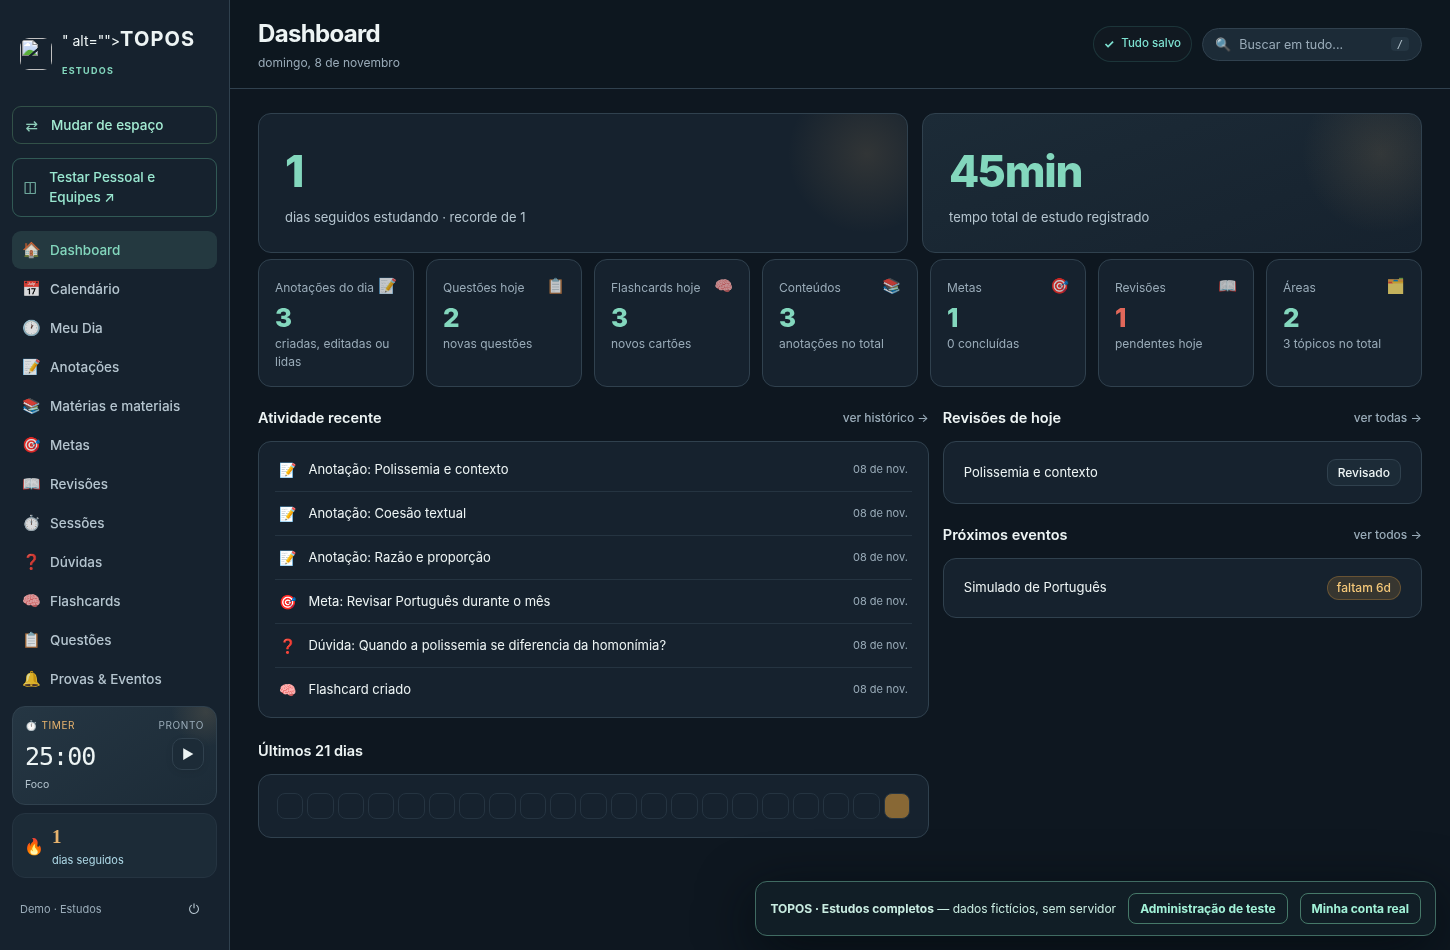 " alt="">TOPOS
ESTUDOS
⇄ Mudar de espaço
Testar Pessoal e
Equipes ↗
Dashboard
Calendário
Meu Dia
Anotações
Matérias e materiais
Metas
Revisões
Sessões
Dúvidas
Flashcards
Questões
Provas & Eventos
TIMER PRONTO
25:00
Foco
1
dias seguidos
Demo · Estudos
Dashboard
domingo, 8 de novembro
✓ Tudo salvo
Buscar em tudo... /
1
dias seguidos estudando · recorde de 1
45min
tempo total de estudo registrado
Anotações do dia
3
criadas, editadas ou
lidas
Questões hoje
2
novas questões
Flashcards hoje
3
novos cartões
Conteúdos
3
anotações no total
Metas
1
0 concluídas
Revisões
1
pendentes hoje
Áreas
2
3 tópicos no total
Atividade recente
ver histórico →
Anotação: Polissemia e contexto 08 de nov.
Anotação: Coesão textual 08 de nov.
Anotação: Razão e proporção 08 de nov.
Meta: Revisar Português durante o mês 08 de nov.
Dúvida: Quando a polissemia se diferencia da homonímia? 08 de nov.
Flashcard criado 08 de nov.
Últimos 21 dias
Revisões de hoje
ver todas →
Polissemia e contexto Revisado
Próximos eventos
ver todos →
Simulado de Português faltam 6d
TOPOS · Estudos completos — dados fictícios, sem servidor
Administração de teste
Minha conta real